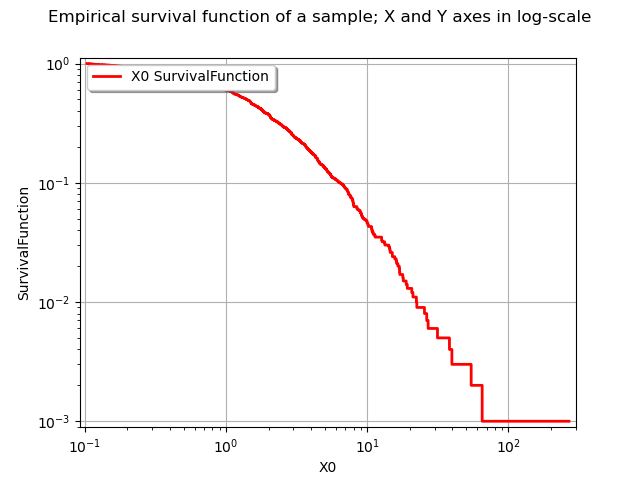 Empirical survival function of a sample; X and Y axes in log-scale
X0 SurvivalFunction
SurvivalFunction
10⁰
10⁻¹
10⁻²
10⁻³
10⁻¹ 10⁰ 10¹ 10²
X0